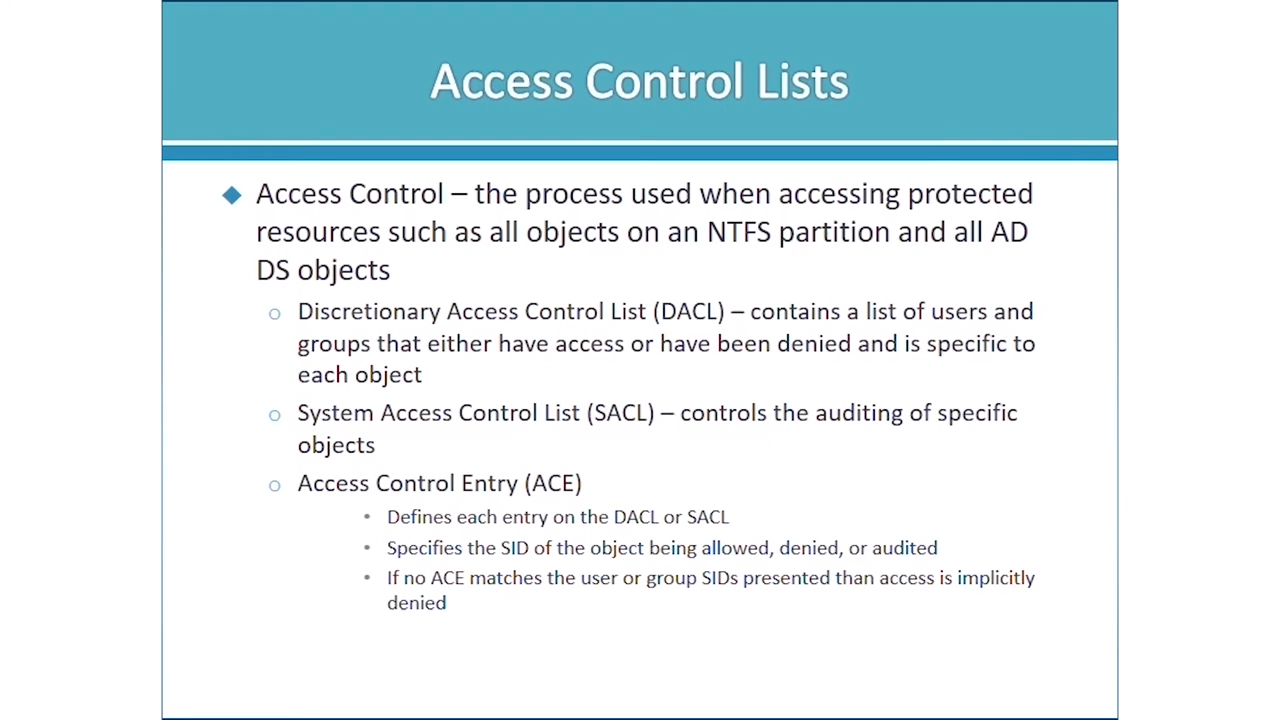 Access Control Lists
Access Control – the process used when accessing protected
resources such as all objects on an NTFS partition and all AD
DS objects
Discretionary Access Control List (DACL) – contains a list of users and
groups that either have access or have been denied and is specific to
each object
System Access Control List (SACL) – controls the auditing of specific
objects
Access Control Entry (ACE)
Defines each entry on the DACL or SACL
Specifies the SID of the object being allowed, denied, or audited
If no ACE matches the user or group SIDs presented than access is implicitly
denied